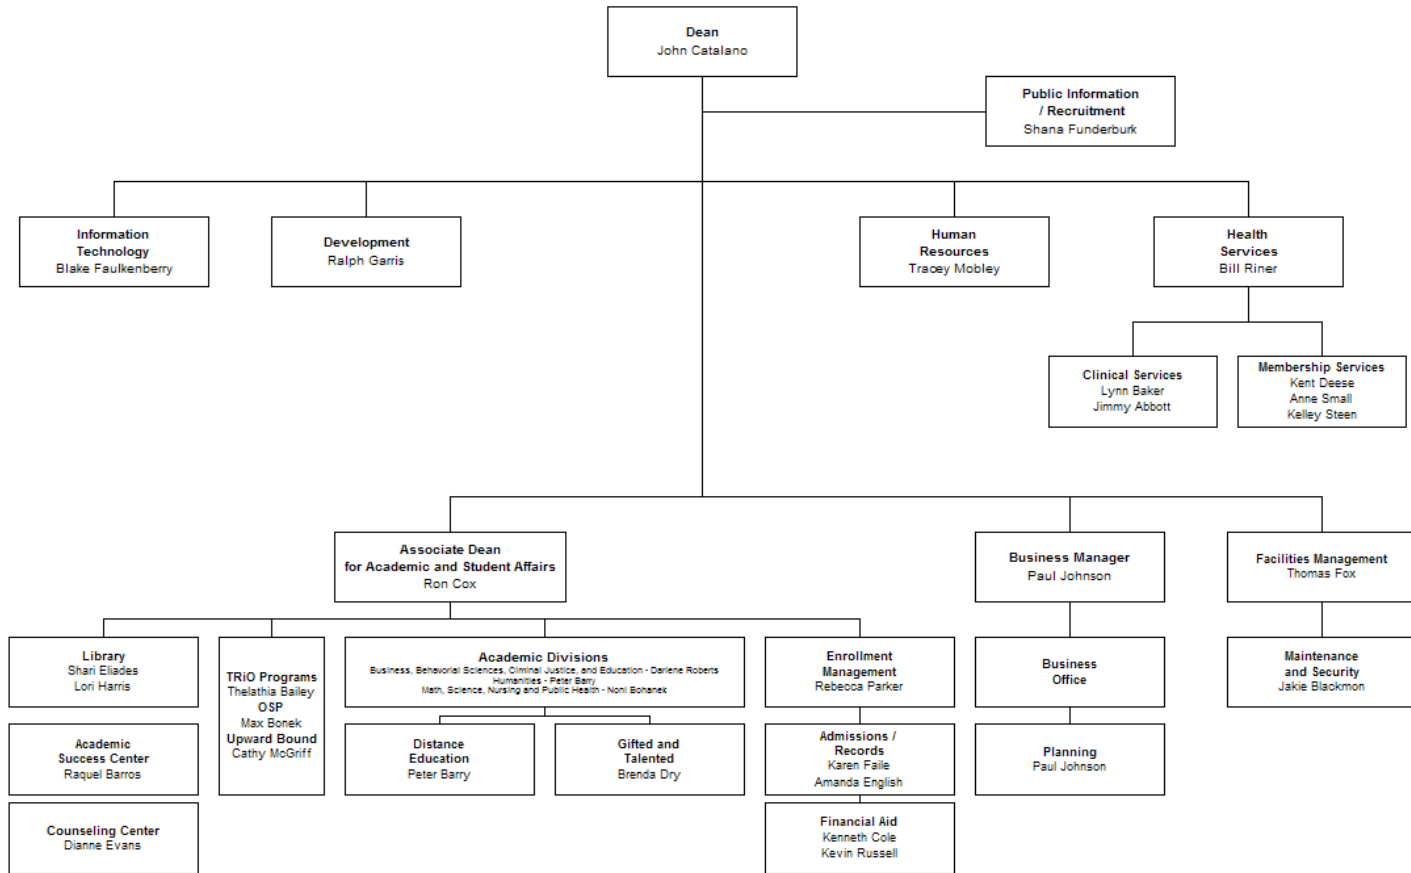 Dean
John Catalano
Public Information
/ Recruitment
Shana Funderburk
Information
Technology
Blake Faulkenberry
Development
Ralph Garris
Human
Resources
Tracey Mobley
Health
Services
Bill Riner
Clinical Services
Lynn Baker
Jimmy Abbott
Membership Services
Kent Deese
Anne Small
Kelley Steen
Associate Dean
for Academic and Student Affairs
Ron Cox
Business Manager
Paul Johnson
Facilities Management
Thomas Fox
Library
Shari Eliades
Lori Harris
TRiO Programs
Thelathia Bailey
OSP
Max Bonek
Upward Bound
Cathy McGriff
Academic Divisions
Business, Behavorial Sciences, Ciminal Justice, and Education - Darlene Roberts
Humanities - Peter Barry
Math, Science, Nursing and Public Health - Noni Bohanek
Enrollment
Management
Rebecca Parker
Business
Office
Maintenance
and Security
Jakie Blackmon
Academic
Success Center
Raquel Barros
Distance
Education
Peter Barry
Gifted and
Talented
Brenda Dry
Admissions /
Records
Karen Faile
Amanda English
Planning
Paul Johnson
Counseling Center
Dianne Evans
Financial Aid
Kenneth Cole
Kevin Russell